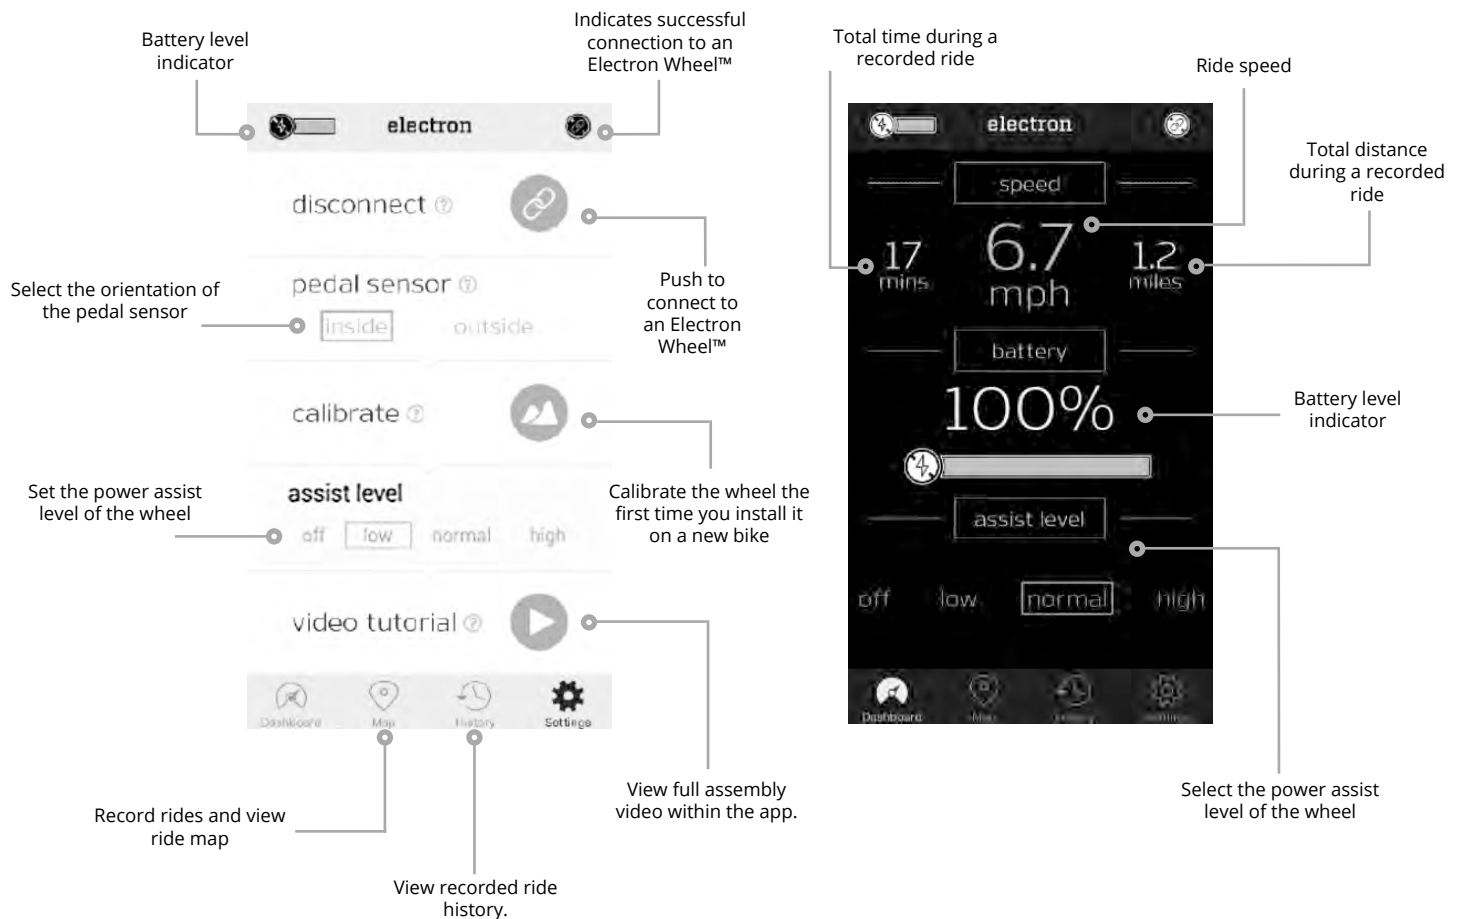 Battery level
indicator
Indicates successful
connection to an
Electron Wheel™
electron
disconnect ?
Push to
connect to
an Electron
Wheel™
pedal sensor ?
Select the orientation of
the pedal sensor
inside outside
calibrate ?
Calibrate the wheel the
first time you install it
on a new bike
assist level
Set the power assist
level of the wheel
off low normal high
video tutorial ?
View full assembly
video within the app.
Dashboard Map History Settings
Record rides and view
ride map
View recorded ride
history.
Total time during a
recorded ride
Ride speed
Total distance
during a recorded
ride
electron
speed
17
mins
6.7
mph
1.2
miles
battery
100%
Battery level
indicator
assist level
off low normal high
Select the power assist
level of the wheel
Dashboard Map History Settings